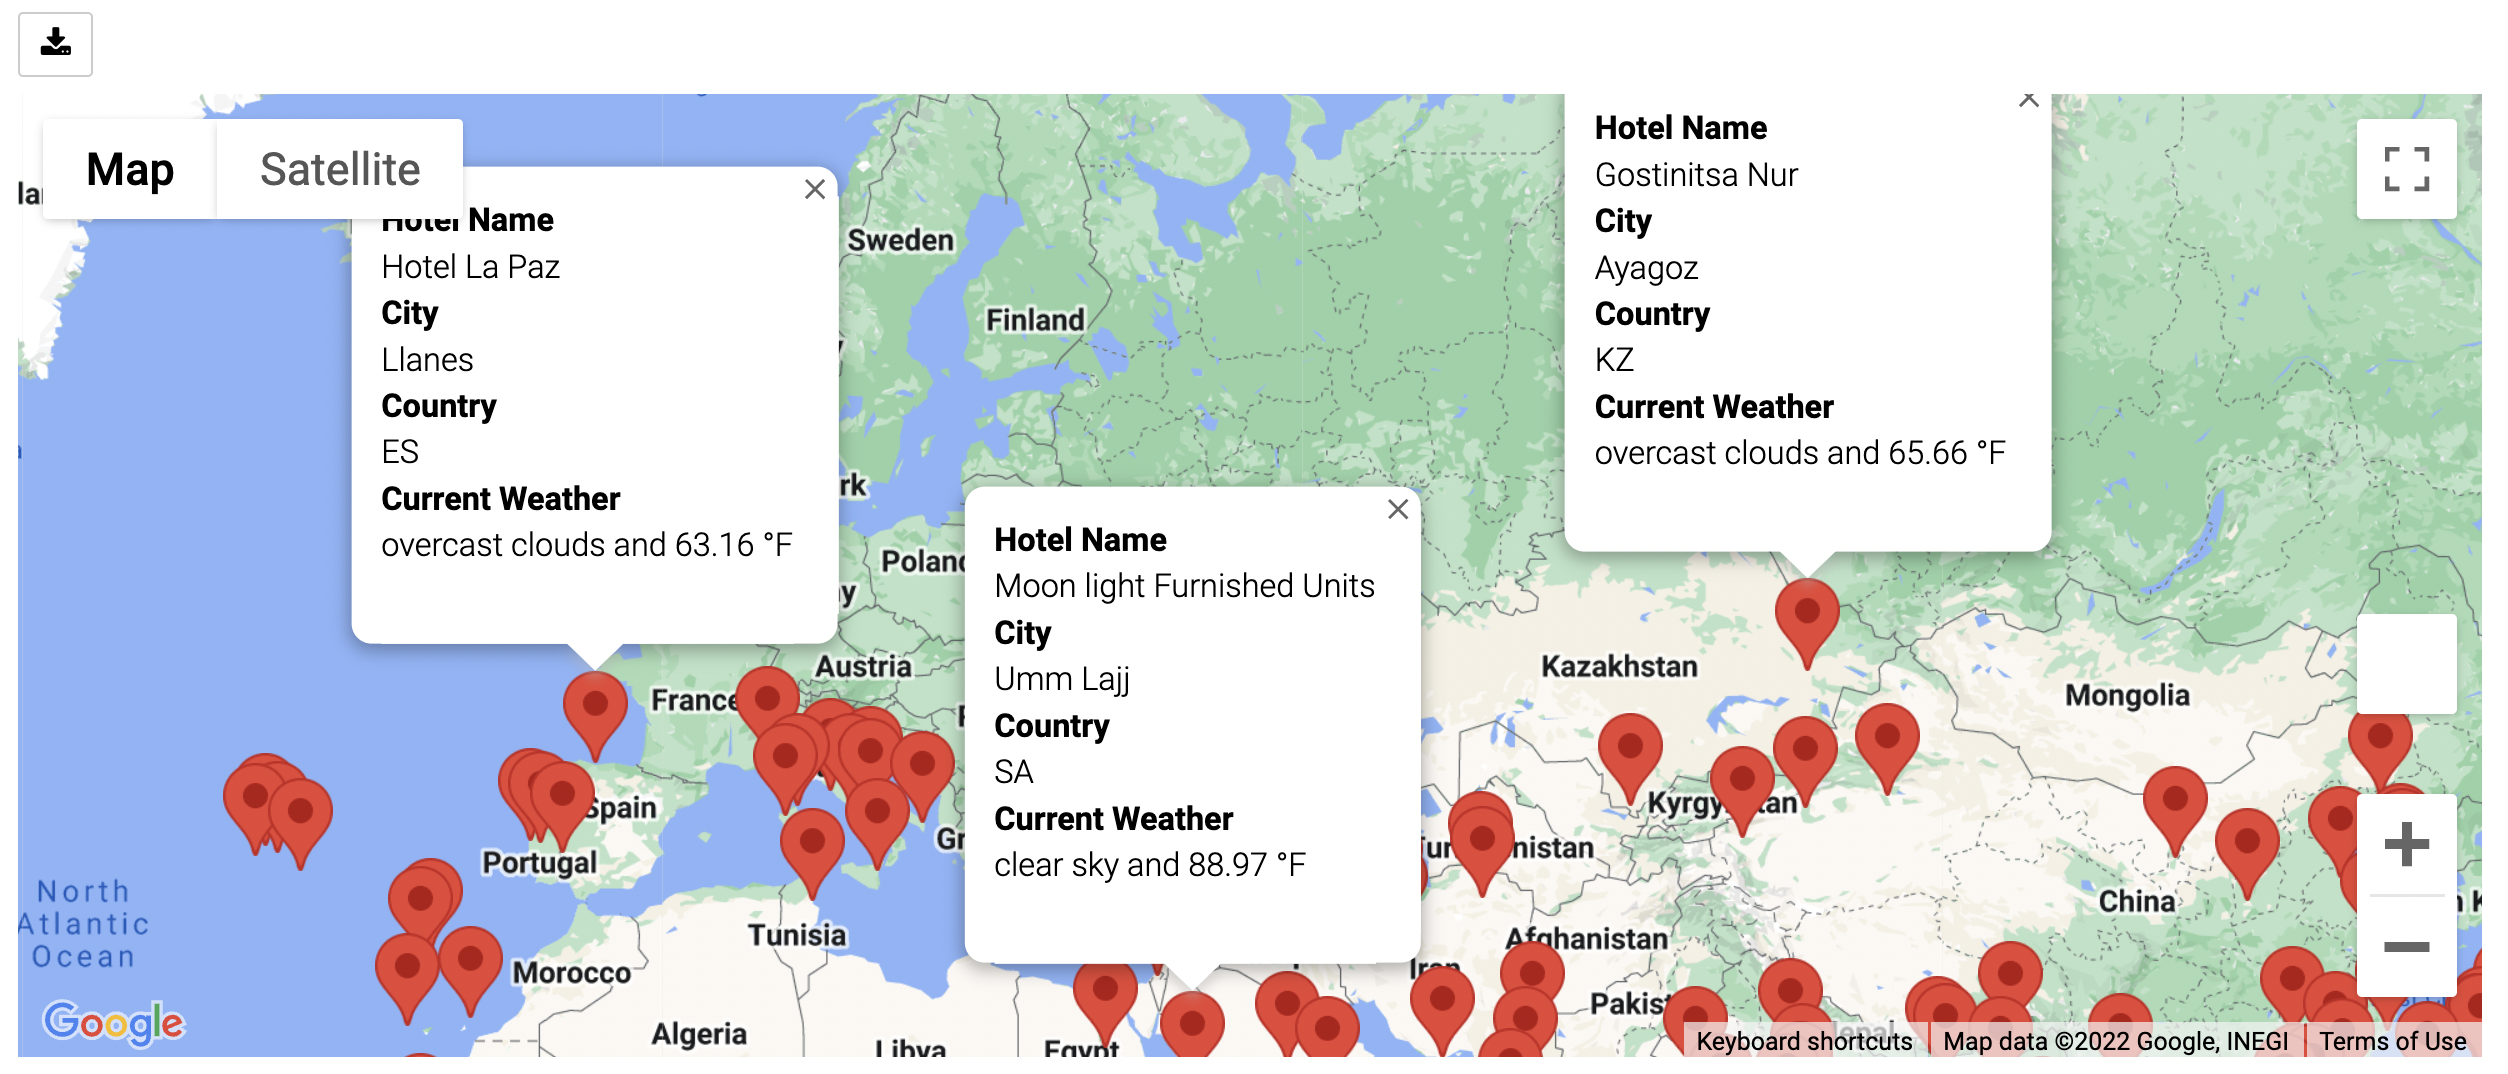 Map
Satellite
Hotel Name
Hotel La Paz
City
Llanes
Country
ES
Current Weather
overcast clouds and 63.16 °F
Hotel Name
Gostinitsa Nur
City
Ayagoz
Country
KZ
Current Weather
overcast clouds and 65.66 °F
Hotel Name
Moon light Furnished Units
City
Umm Lajj
Country
SA
Current Weather
clear sky and 88.97 °F
Sweden
Finland
Poland
Austria
France
Spain
Portugal
Kazakhstan
Mongolia
China
Afghanistan
Tunisia
Morocco
Algeria
Libya
Egypt
Iran
North
Atlantic
Ocean
Google
Keyboard shortcuts
Map data ©2022 Google, INEGI
Terms of Use